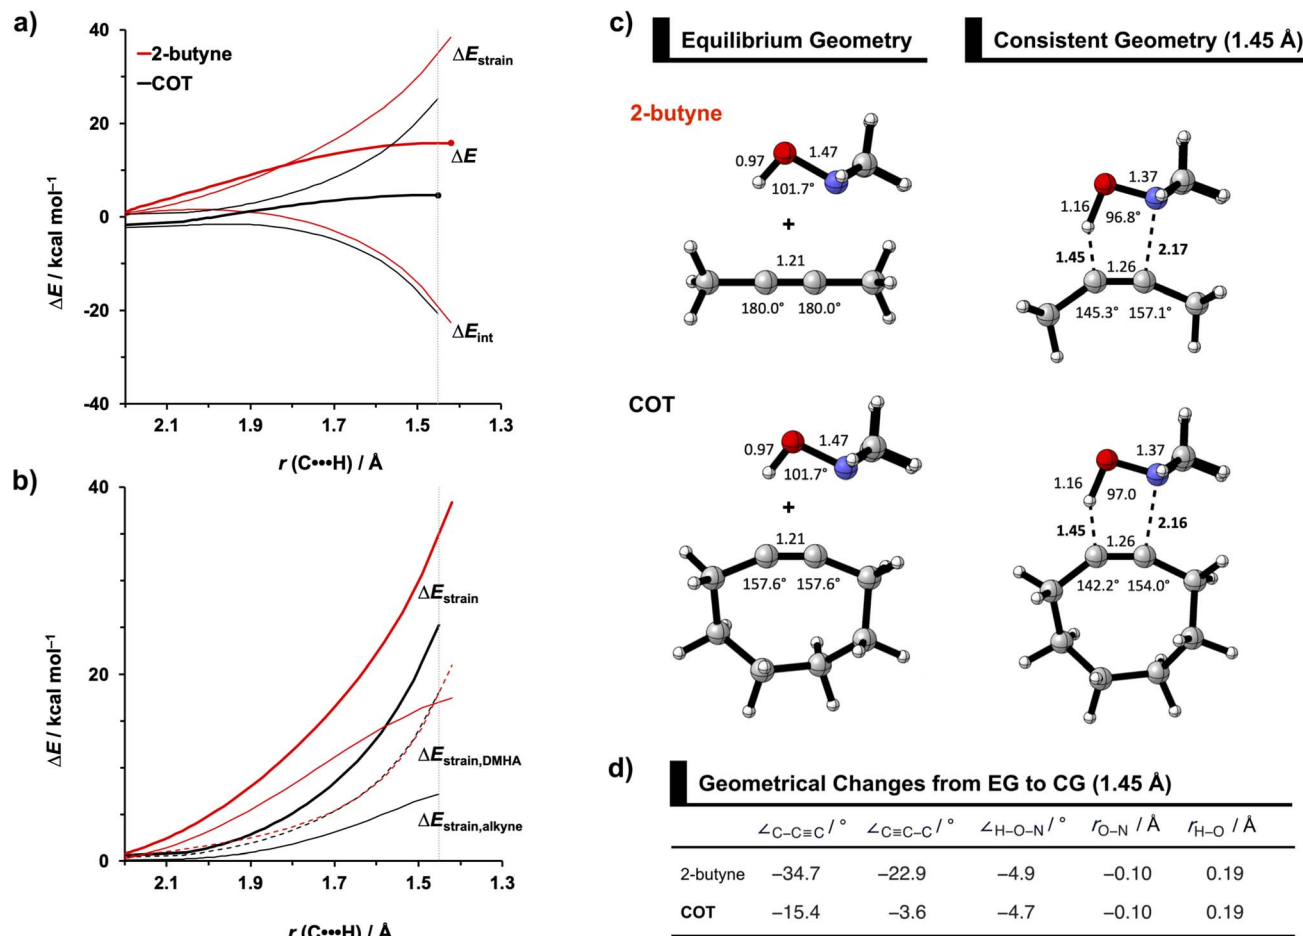 a)
40
20
0
-20
-40
2-butyne
COT
ΔEstrain
ΔE
ΔEint
ΔE / kcal mol–1
2.1 1.9 1.7 1.5 1.3
r (C•••H) / Å
b)
40
20
0
ΔEstrain
ΔEstrain,DMHA
ΔEstrain,alkyne
ΔE / kcal mol–1
2.1 1.9 1.7 1.5 1.3
r (C•••H) / Å
c)
Equilibrium Geometry
Consistent Geometry (1.45 Å)
2-butyne
0.97
1.47
101.7°
+
1.21
180.0° 180.0°
1.37
1.16
96.8°
1.45
2.17
1.26
145.3° 157.1°
COT
0.97
1.47
101.7°
+
1.21
157.6° 157.6°
1.37
1.16
97.0
1.45
2.16
1.26
142.2° 154.0°
d)
Geometrical Changes from EG to CG (1.45 Å)
∠C–C≡C / ° ∠C≡C–C / ° ∠H–O–N / ° rO–N / Å rH–O / Å
2-butyne –34.7 –22.9 –4.9 –0.10 0.19
COT –15.4 –3.6 –4.7 –0.10 0.19